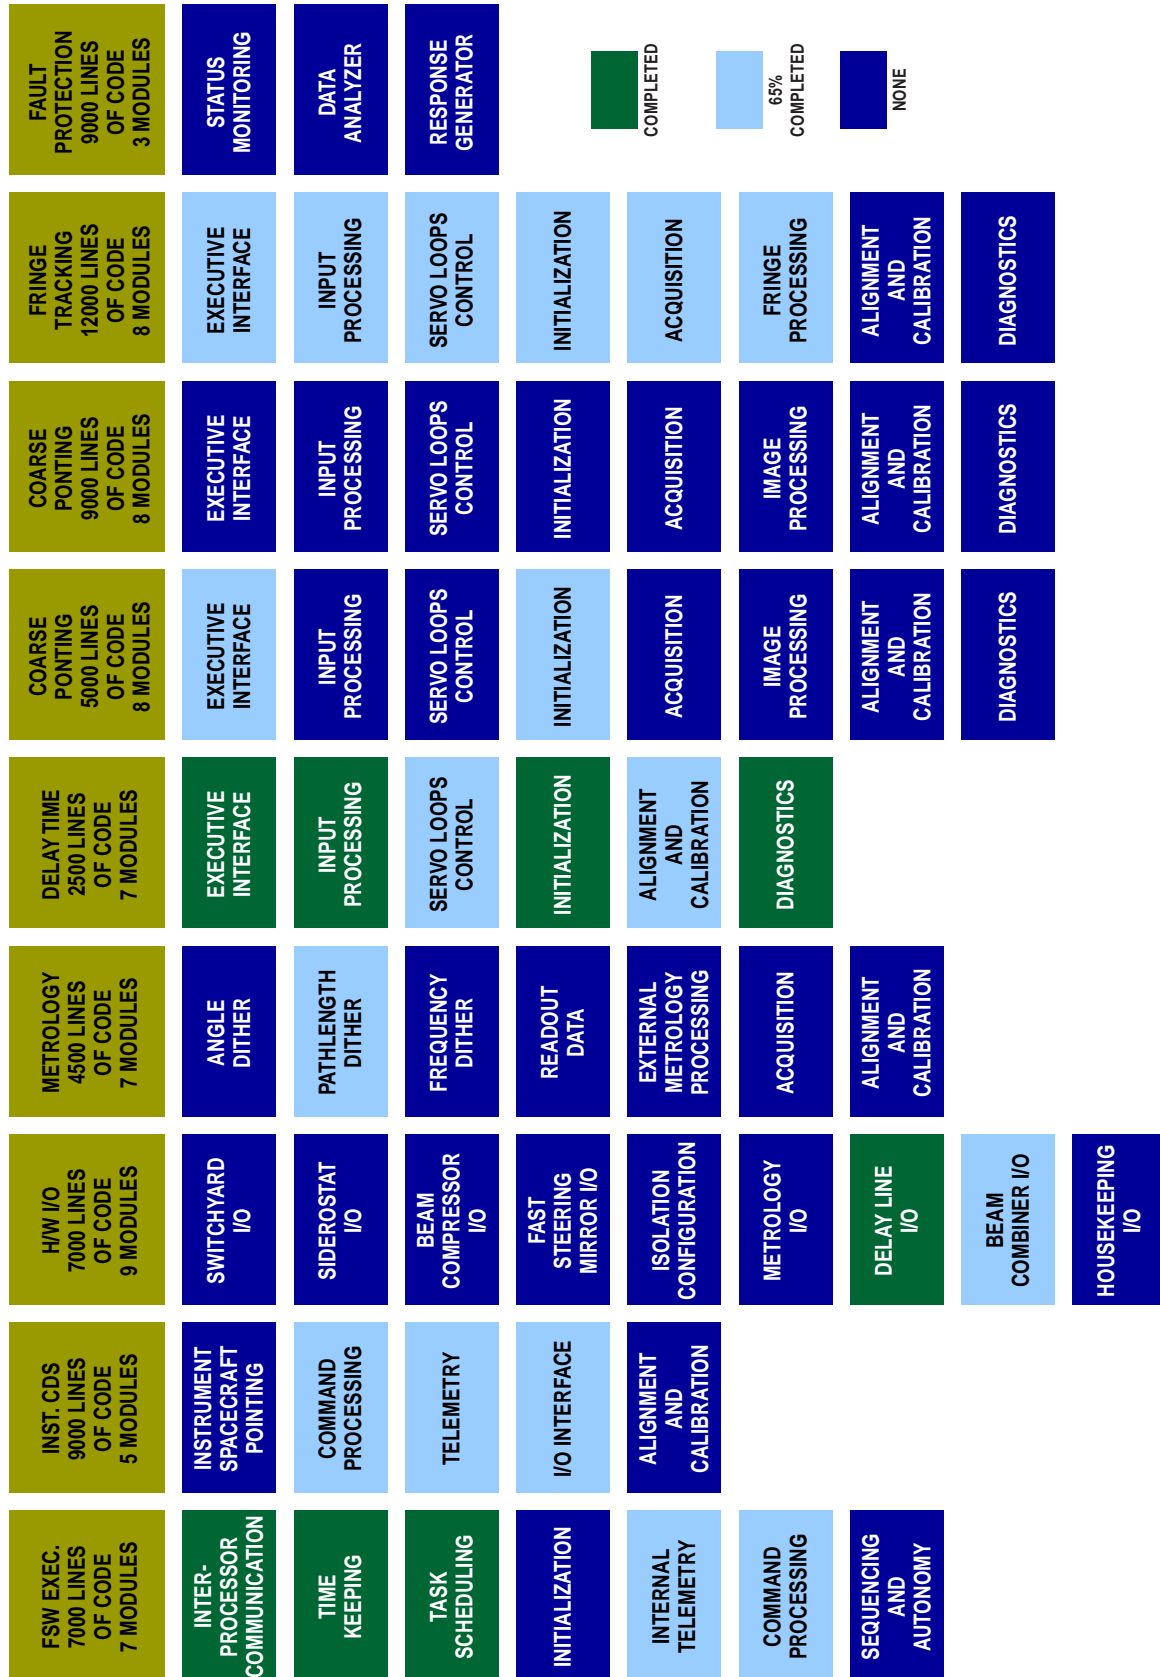 FSW EXEC.
7000 LINES
OF CODE
7 MODULES
INTER-
PROCESSOR
COMMUNICATION
TIME
KEEPING
TASK
SCHEDULING
INITIALIZATION
INTERNAL
TELEMETRY
COMMAND
PROCESSING
SEQUENCING
AND
AUTONOMY
INST. CDS
9000 LINES
OF CODE
5 MODULES
INSTRUMENT
SPACECRAFT
POINTING
COMMAND
PROCESSING
TELEMETRY
I/O INTERFACE
ALIGNMENT
AND
CALIBRATION
H/W I/O
7000 LINES
OF CODE
9 MODULES
SWITCHYARD
I/O
SIDEROSTAT
I/O
BEAM
COMPRESSOR
I/O
FAST
STEERING
MIRROR I/O
ISOLATION
CONFIGURATION
METROLOGY
I/O
DELAY LINE
I/O
BEAM
COMBINER I/O
HOUSEKEEPING
I/O
METROLOGY
4500 LINES
OF CODE
7 MODULES
ANGLE
DITHER
PATHLENGTH
DITHER
FREQUENCY
DITHER
READOUT
DATA
EXTERNAL
METROLOGY
PROCESSING
ACQUISITION
ALIGNMENT
AND
CALIBRATION
DELAY TIME
2500 LINES
OF CODE
7 MODULES
EXECUTIVE
INTERFACE
INPUT
PROCESSING
SERVO LOOPS
CONTROL
INITIALIZATION
ALIGNMENT
AND
CALIBRATION
DIAGNOSTICS
COARSE
PONTING
5000 LINES
OF CODE
8 MODULES
EXECUTIVE
INTERFACE
INPUT
PROCESSING
SERVO LOOPS
CONTROL
INITIALIZATION
ACQUISITION
IMAGE
PROCESSING
ALIGNMENT
AND
CALIBRATION
DIAGNOSTICS
COARSE
PONTING
9000 LINES
OF CODE
8 MODULES
EXECUTIVE
INTERFACE
INPUT
PROCESSING
SERVO LOOPS
CONTROL
INITIALIZATION
ACQUISITION
IMAGE
PROCESSING
ALIGNMENT
AND
CALIBRATION
DIAGNOSTICS
FRINGE
TRACKING
12000 LINES
OF CODE
8 MODULES
EXECUTIVE
INTERFACE
INPUT
PROCESSING
SERVO LOOPS
CONTROL
INITIALIZATION
ACQUISITION
FRINGE
PROCESSING
ALIGNMENT
AND
CALIBRATION
DIAGNOSTICS
FAULT
PROTECTION
9000 LINES
OF CODE
3 MODULES
STATUS
MONITORING
DATA
ANALYZER
RESPONSE
GENERATOR
COMPLETED
65%
COMPLETED
NONE